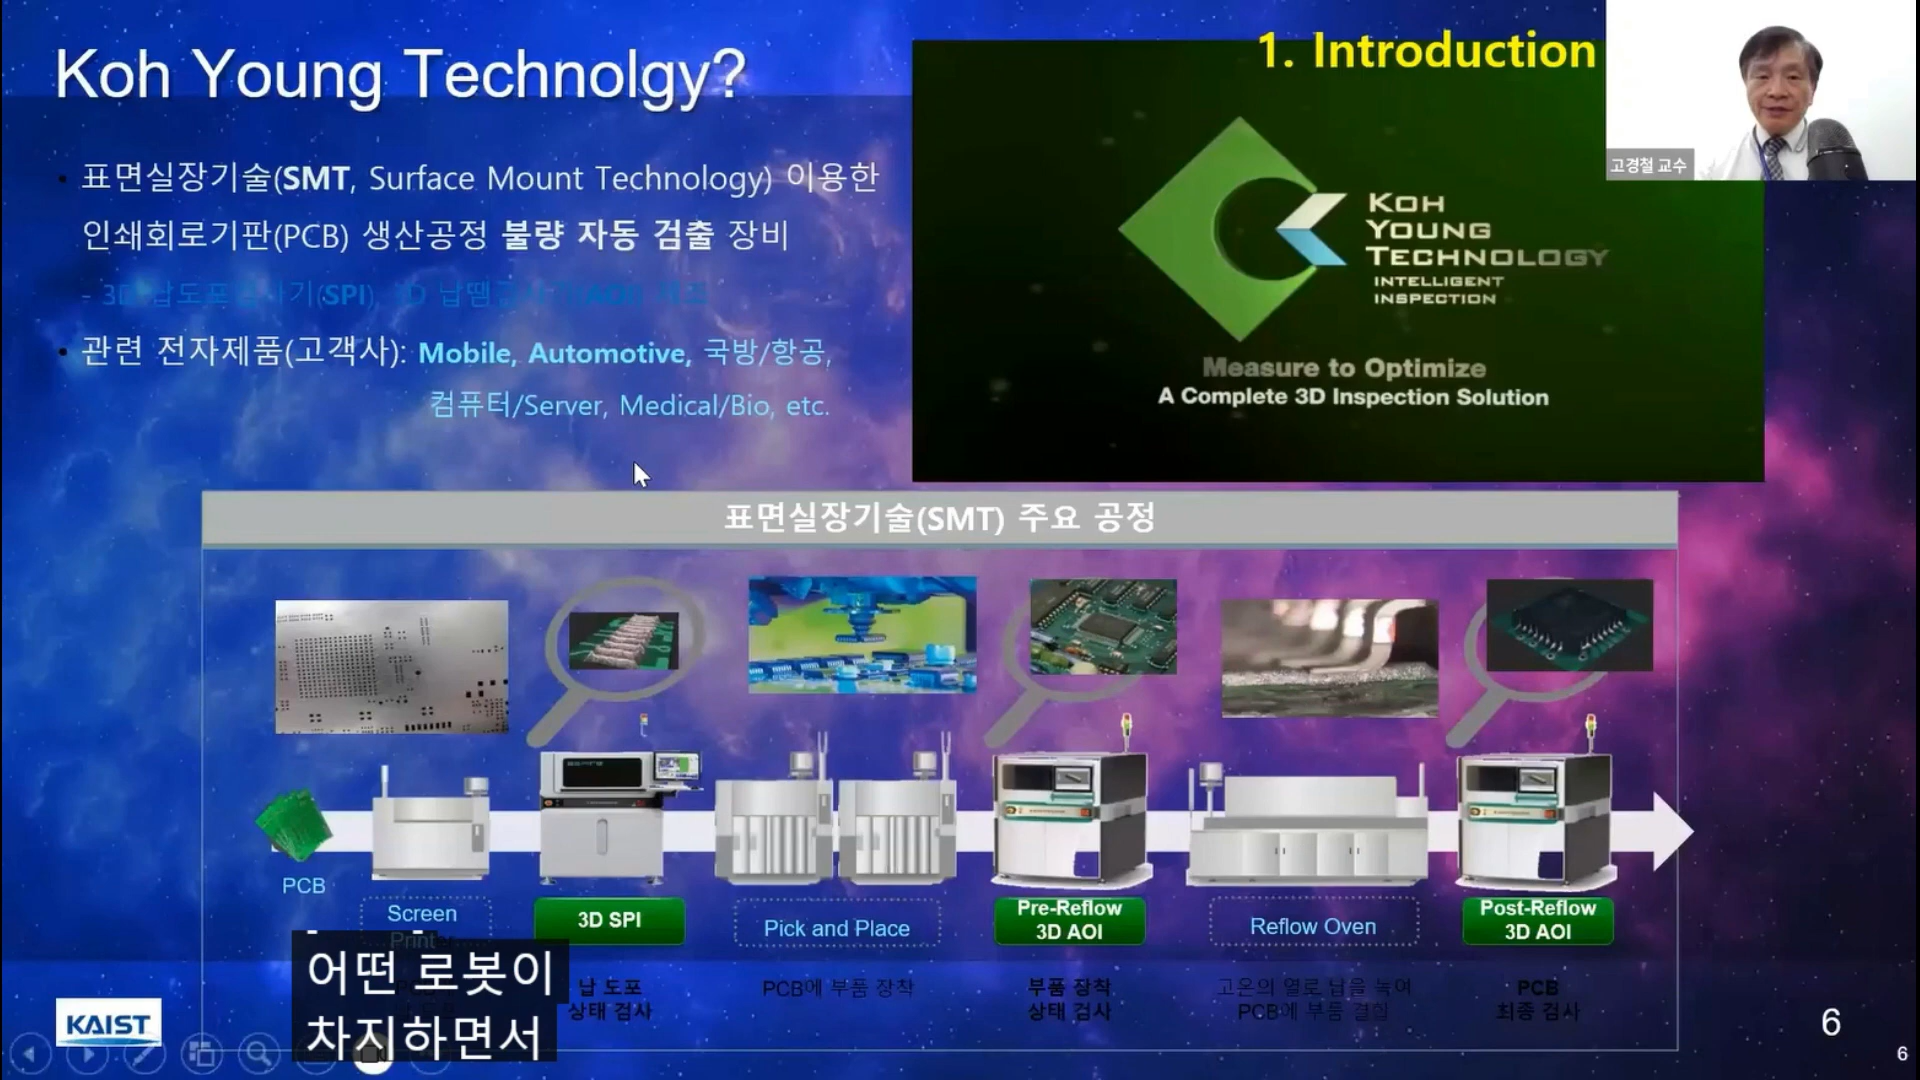 Koh Young Technolgy?
1. Introduction
고경철 교수
• 표면실장기술(SMT, Surface Mount Technology) 이용한
인쇄회로기판(PCB) 생산공정 불량 자동 검출 장비
- 3D 납도포검사기(SPI), 3D 납땜검사기(AOI) 제조
• 관련 전자제품(고객사): Mobile, Automotive, 국방/항공,
컴퓨터/Server, Medical/Bio, etc.
KOH
YOUNG
TECHNOLOGY
INTELLIGENT
INSPECTION
Measure to Optimize
A Complete 3D Inspection Solution
표면실장기술(SMT) 주요 공정
PCB
Screen
3D SPI
Pick and Place
Pre-Reflow
3D AOI
Reflow Oven
Post-Reflow
3D AOI
납 도포
상태 검사
PCB에 부품 장착
부품 장착
상태 검사
고온의 열로 납을 녹여
PCB에 부품 결합
PCB
최종 검사
어떤 로봇이
차지하면서
KAIST
6
6